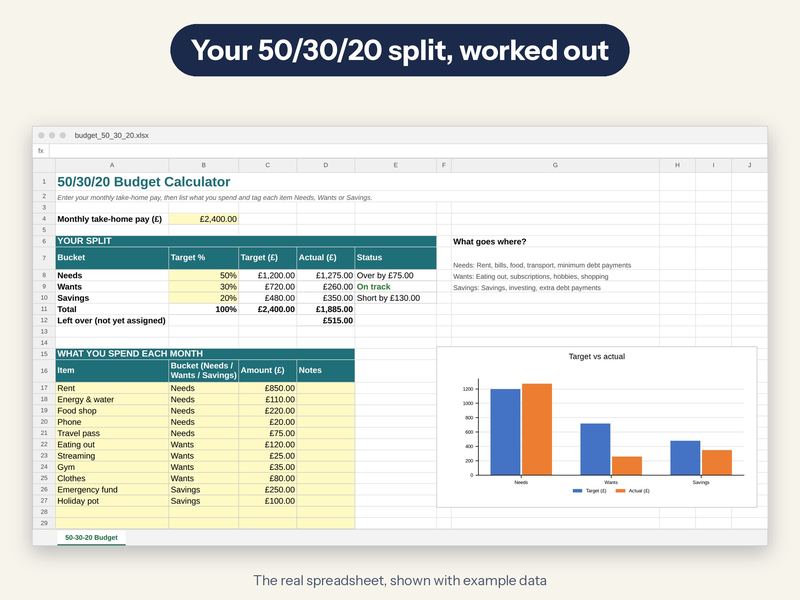 Your 50/30/20 split, worked out
budget_50_30_20.xlsx
fx
A B C D E F G H I J
1 50/30/20 Budget Calculator
2 Enter your monthly take-home pay, then list what you spend and tag each item Needs, Wants or Savings.
3
4 Monthly take-home pay (£) £2,400.00
5
6 YOUR SPLIT What goes where?
7 Bucket Target % Target (£) Actual (£) Status Needs: Rent, bills, food, transport, minimum debt payments
8 Needs 50% £1,200.00 £1,275.00 Over by £75.00 Wants: Eating out, subscriptions, hobbies, shopping
9 Wants 30% £720.00 £260.00 On track Savings: Savings, investing, extra debt payments
10 Savings 20% £480.00 £350.00 Short by £130.00
11 Total 100% £2,400.00 £1,885.00
12 Left over (not yet assigned) £515.00
13
14
15 WHAT YOU SPEND EACH MONTH
16 Item Bucket (Needs / Wants / Savings) Amount (£) Notes
17 Rent Needs £850.00
18 Energy & water Needs £110.00
19 Food shop Needs £220.00
20 Phone Needs £20.00
21 Travel pass Needs £75.00
22 Eating out Wants £120.00
23 Streaming Wants £25.00
24 Gym Wants £35.00
25 Clothes Wants £80.00
26 Emergency fund Savings £250.00
27 Holiday pot Savings £100.00
28
29
Target vs actual
1200
1000
800
600
400
200
0
Needs Wants Savings
Target (£) Actual (£)
50-30-20 Budget
The real spreadsheet, shown with example data